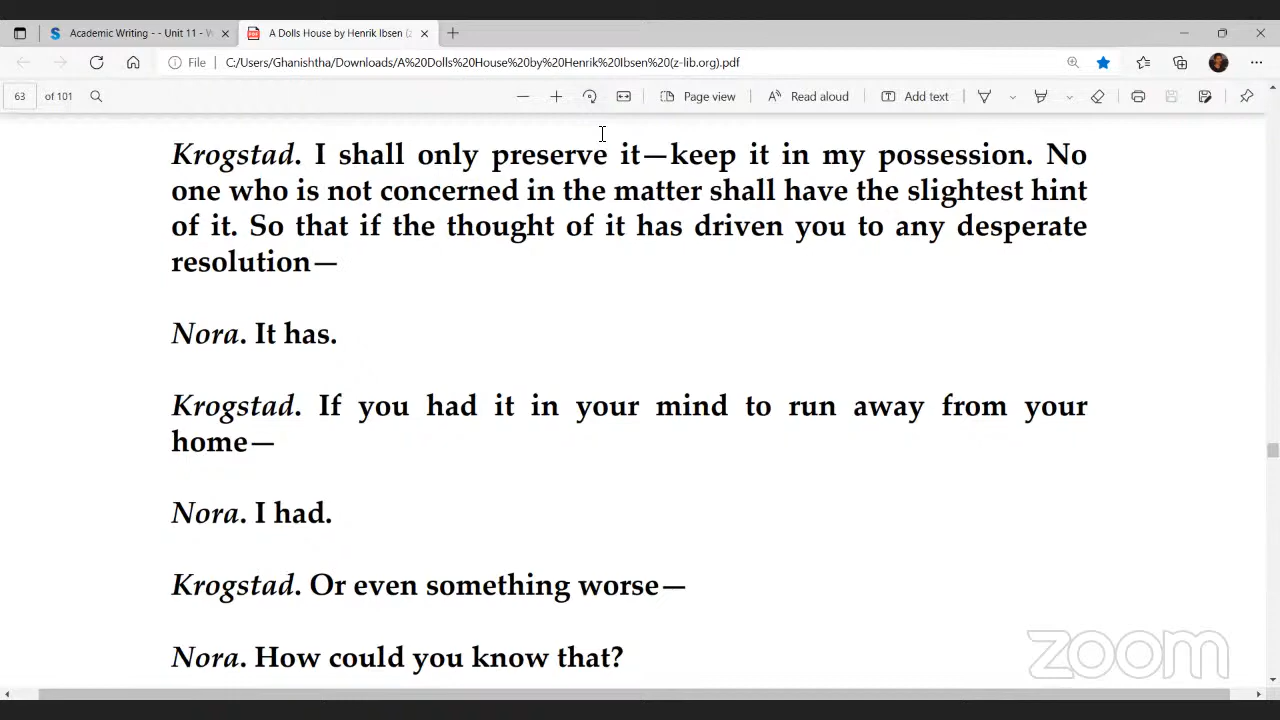 Academic Writing - - Unit 11 - W
A Dolls House by Henrik Ibsen (z
File
C:/Users/Ghanishtha/Downloads/A%20Dolls%20House%20by%20Henrik%20Ibsen%20(z-lib.org).pdf
63 of 101
Page view
Read aloud
Add text
Krogstad. I shall only preserve it—keep it in my possession. No
one who is not concerned in the matter shall have the slightest hint
of it. So that if the thought of it has driven you to any desperate
resolution—
Nora. It has.
Krogstad. If you had it in your mind to run away from your
home—
Nora. I had.
Krogstad. Or even something worse—
Nora. How could you know that?
zoom